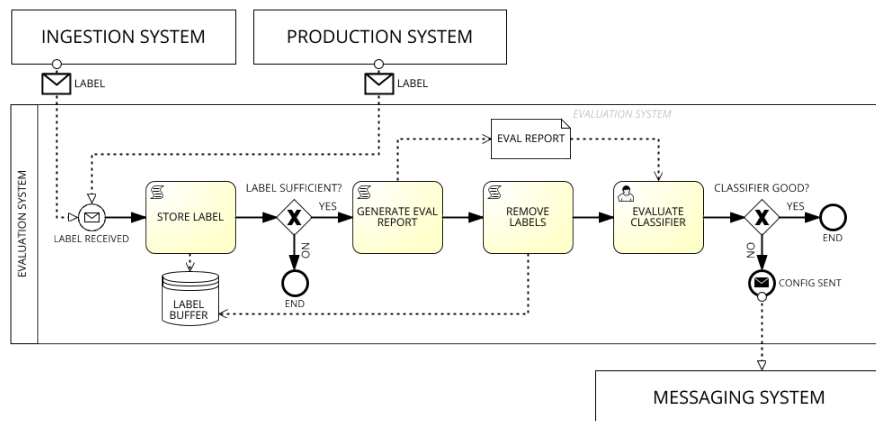 INGESTION SYSTEM
PRODUCTION SYSTEM
LABEL
LABEL
EVALUATION SYSTEM
EVALUATION SYSTEM
EVAL REPORT
LABEL RECEIVED
STORE LABEL
LABEL SUFFICIENT?
YES
NO
END
LABEL
BUFFER
GENERATE EVAL
REPORT
REMOVE
LABELS
EVALUATE
CLASSIFIER
CLASSIFIER GOOD?
YES
END
NO
CONFIG SENT
MESSAGING SYSTEM